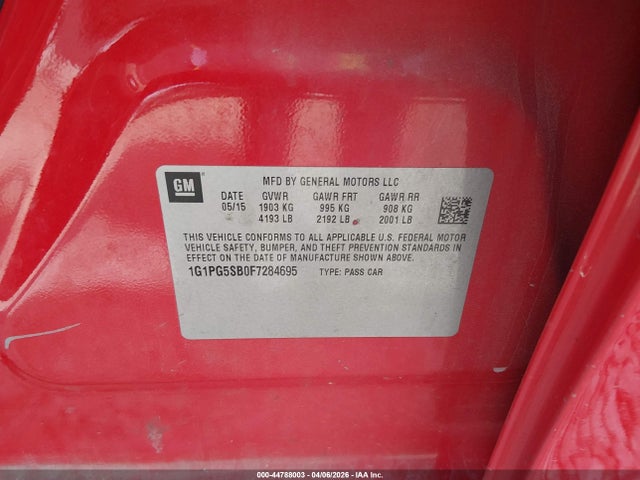 GM
MFD BY GENERAL MOTORS LLC
DATE GVWR GAWR FRT GAWR RR
05/15 1903 KG 995 KG 908 KG
4193 LB 2192 LB 2001 LB
THIS VEHICLE CONFORMS TO ALL APPLICABLE U.S. FEDERAL MOTOR
VEHICLE SAFETY, BUMPER, AND THEFT PREVENTION STANDARDS IN
EFFECT ON THE DATE OF MANUFACTURE SHOWN ABOVE.
1G1PG5SB0F7284695 TYPE: PASS CAR
000-44788003 - 04/06/2026 - IAA Inc.